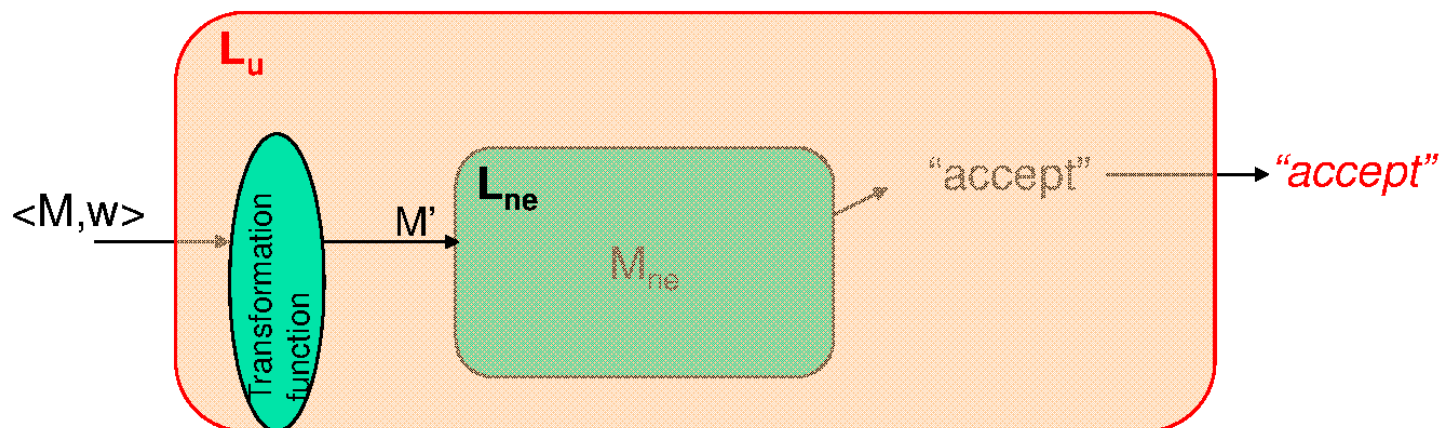 Lu
<M,w>
Transformation
function
M'
Lne
Mne
“accept”
“accept”